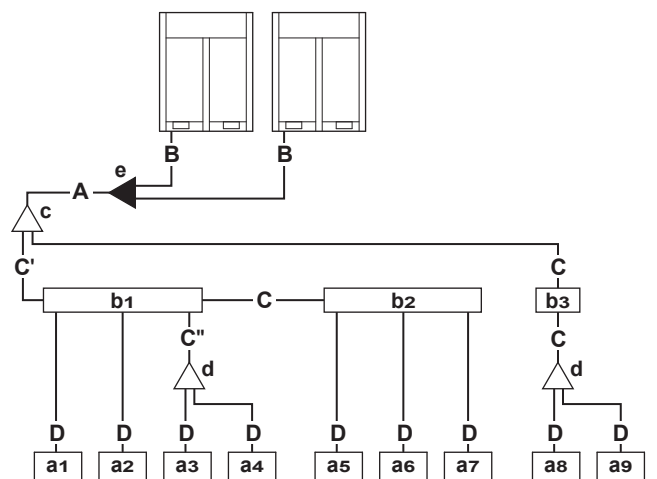 B B
e
A
c
C' C
b1 C b2 b3
C" C
d d
D D D D D D D D D
a1 a2 a3 a4 a5 a6 a7 a8 a9